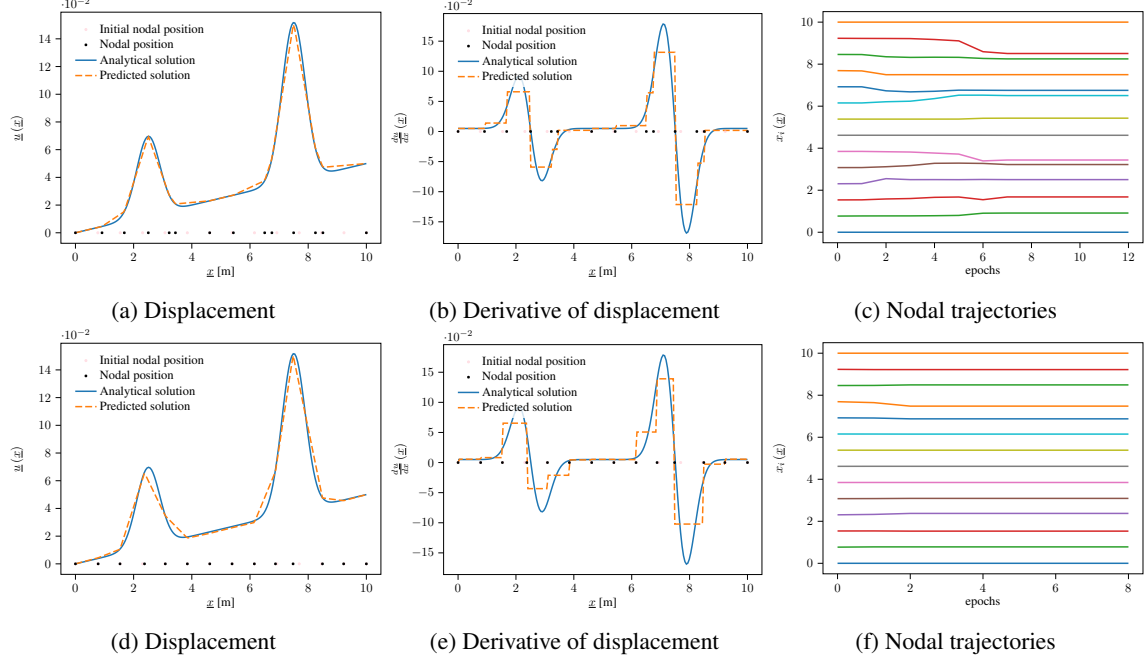 ·10⁻²
14
12
10
8
6
4
2
0
u (x)
Initial nodal position
Nodal position
Analytical solution
Predicted solution
0 2 4 6 8 10
x [m]
(a) Displacement
·10⁻²
15
10
5
0
−5
−10
−15
du/dx (x)
Initial nodal position
Nodal position
Analytical solution
Predicted solution
0 2 4 6 8 10
x [m]
(b) Derivative of displacement
10
8
6
4
2
0
xᵢ (x)
0 2 4 6 8 10 12
epochs
(c) Nodal trajectories
·10⁻²
14
12
10
8
6
4
2
0
u (x)
Initial nodal position
Nodal position
Analytical solution
Predicted solution
0 2 4 6 8 10
x [m]
(d) Displacement
·10⁻²
15
10
5
0
−5
−10
−15
du/dx (x)
Initial nodal position
Nodal position
Analytical solution
Predicted solution
0 2 4 6 8 10
x [m]
(e) Derivative of displacement
10
8
6
4
2
0
xᵢ (x)
0 2 4 6 8
epochs
(f) Nodal trajectories